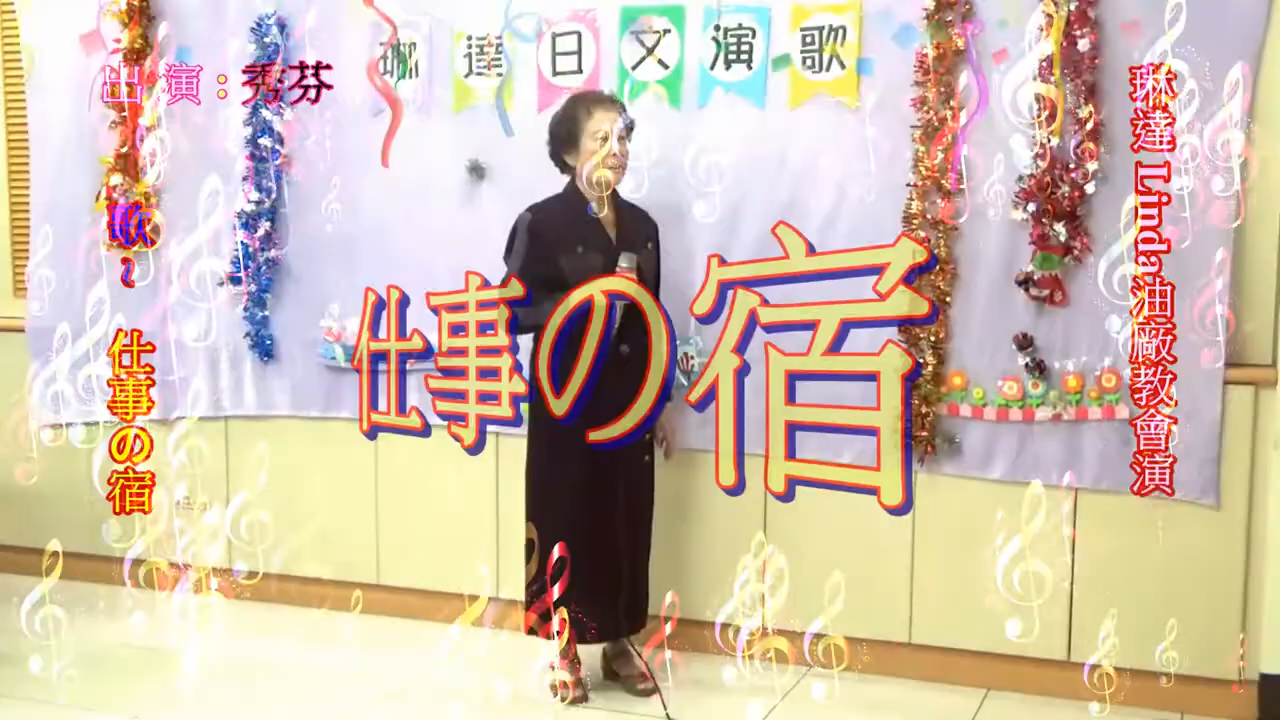 琳達日文演歌
出 演：秀芬
歌~ 仕事の宿
仕事の宿
琳達Linda油廠教會演